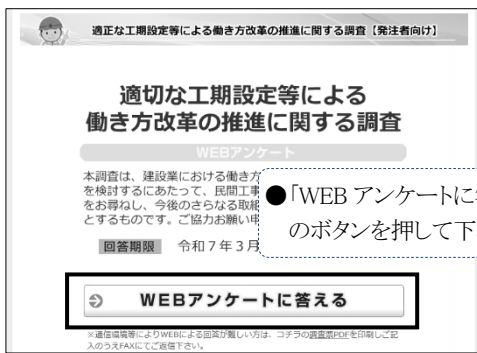 適正な工期設定等による働き方改革の推進に関する調査【発注者向け】
適切な工期設定等による
働き方改革の推進に関する調査
WEBアンケート
本調査は、建設業における働き方
を検討するにあたって、民間工事
をお尋ねし、今後のさらなる取組
とするものです。ご協力お願い申
●「WEB アンケートに
のボタンを押して下
回答期限 令和7年3月
WEBアンケートに答える
※通信環境等によりWEBによる回答が難しい方は、コチラの調査票PDFを印刷しご記
入のうえFAXにてご返信下さい。